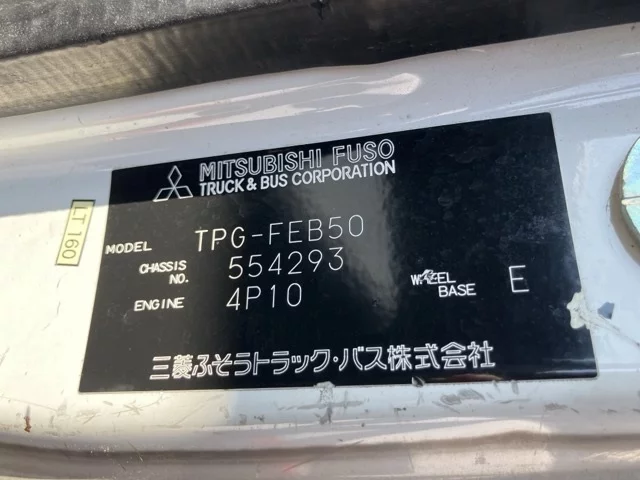 MITSUBISHI FUSO
TRUCK & BUS CORPORATION
LT 160
MODEL TPG-FEB50
CHASSIS NO. 554293
WHEEL BASE E
ENGINE 4P10
三菱ふそうトラック・バス株式会社